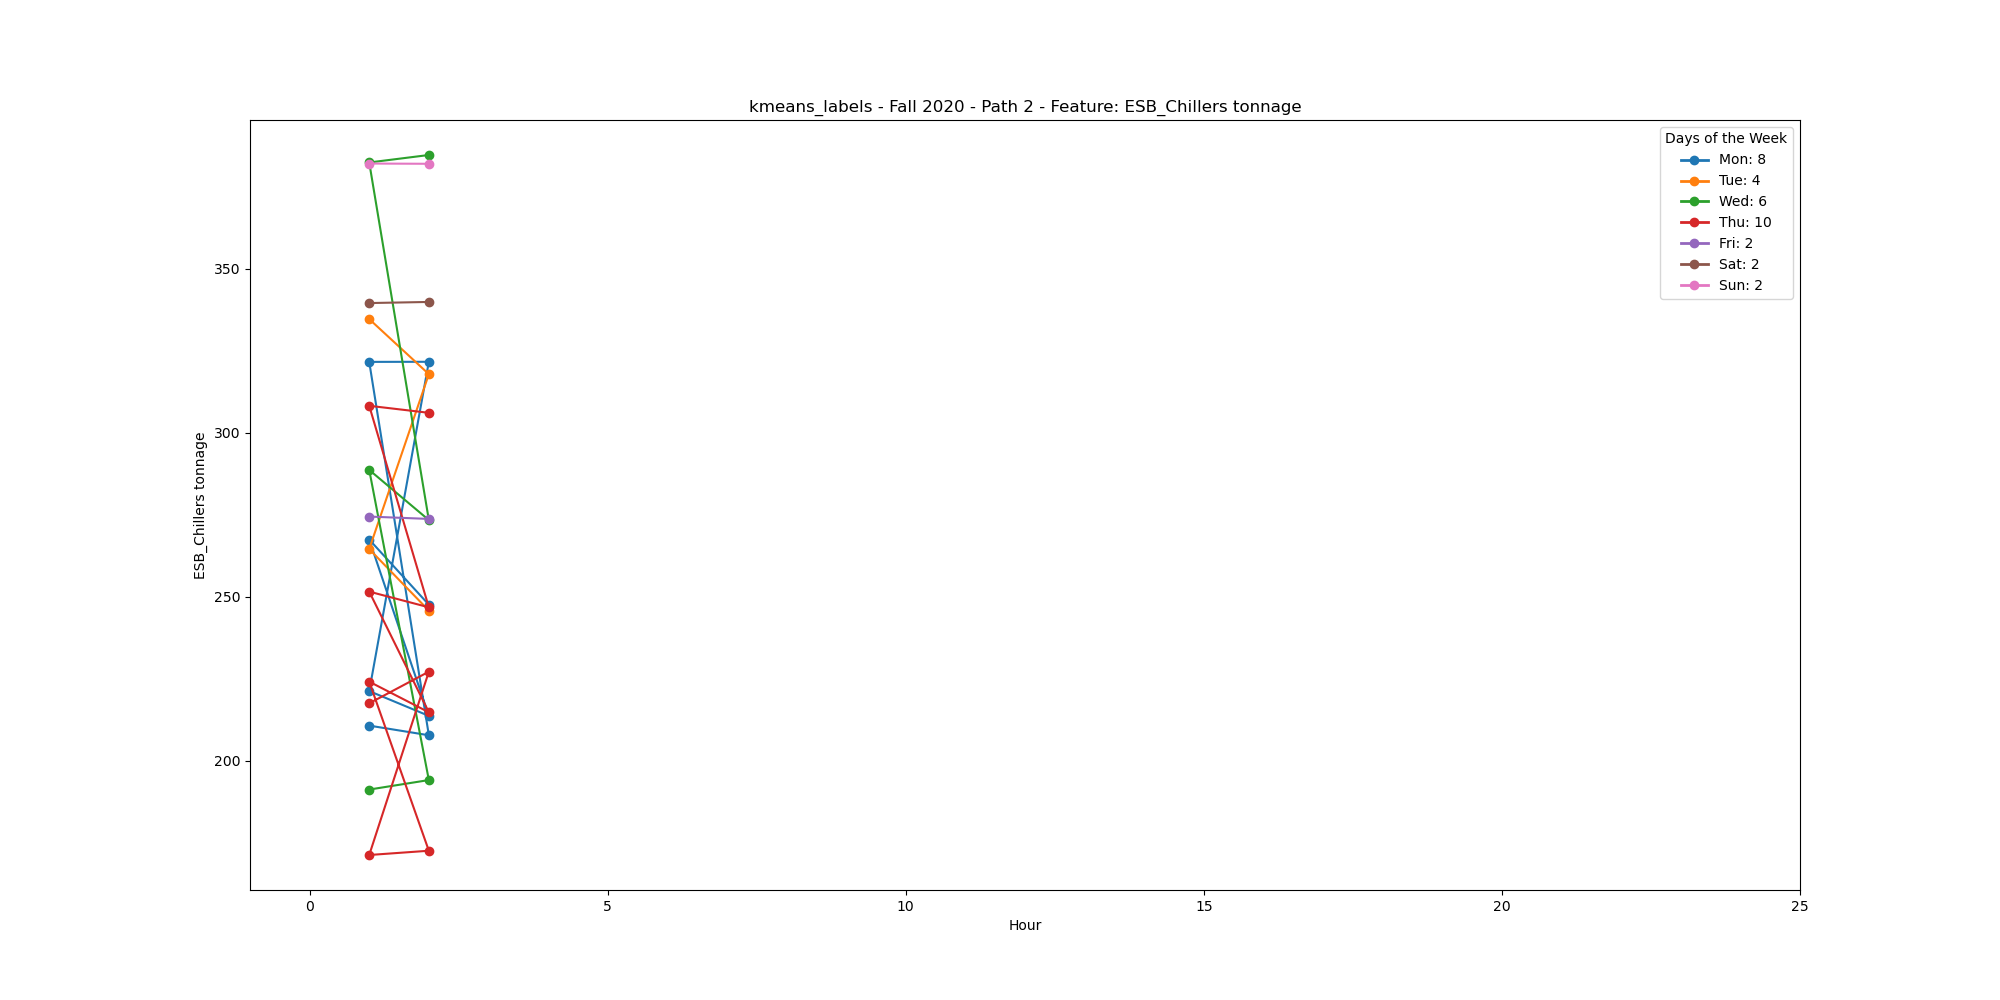 kmeans_labels - Fall 2020 - Path 2 - Feature: ESB_Chillers tonnage
Days of the Week
Mon: 8
Tue: 4
Wed: 6
Thu: 10
Fri: 2
Sat: 2
Sun: 2
ESB_Chillers tonnage
350
300
250
200
0 5 10 15 20 25
Hour